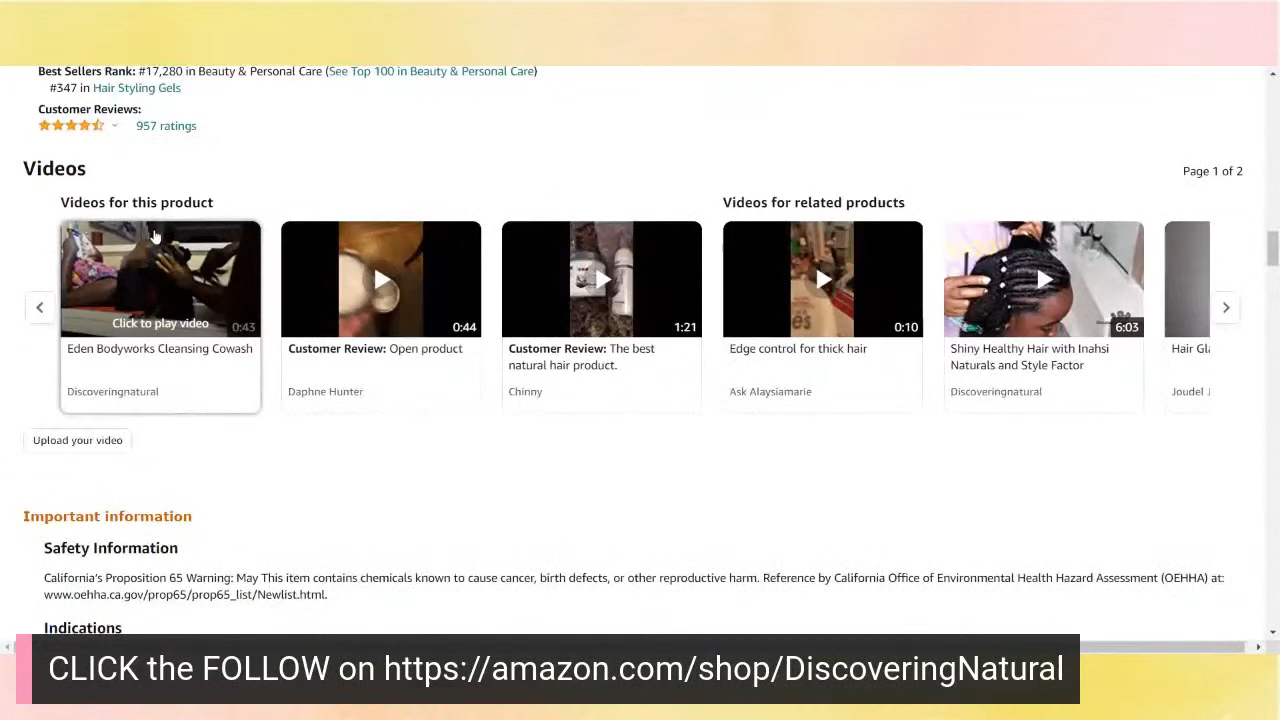 Best Sellers Rank: #17,280 in Beauty & Personal Care (See Top 100 in Beauty & Personal Care)
#347 in Hair Styling Gels
Customer Reviews:
957 ratings
Videos
Page 1 of 2
Videos for this product
Videos for related products
Click to play video
0:43
0:44
1:21
0:10
6:03
Eden Bodyworks Cleansing Cowash
Discoveringnatural
Customer Review: Open product
Daphne Hunter
Customer Review: The best
natural hair product.
Chinny
Edge control for thick hair
Ask Alaysiamarie
Shiny Healthy Hair with Inahsi
Naturals and Style Factor
Discoveringnatural
Hair
Joudel
Upload your video
Important information
Safety Information
California's Proposition 65 Warning: May This item contains chemicals known to cause cancer, birth defects, or other reproductive harm. Reference by California Office of Environmental Health Hazard Assessment (OEHHA) at:
www.oehha.ca.gov/prop65/prop65_list/Newlist.html.
Indications
CLICK the FOLLOW on https://amazon.com/shop/DiscoveringNatural